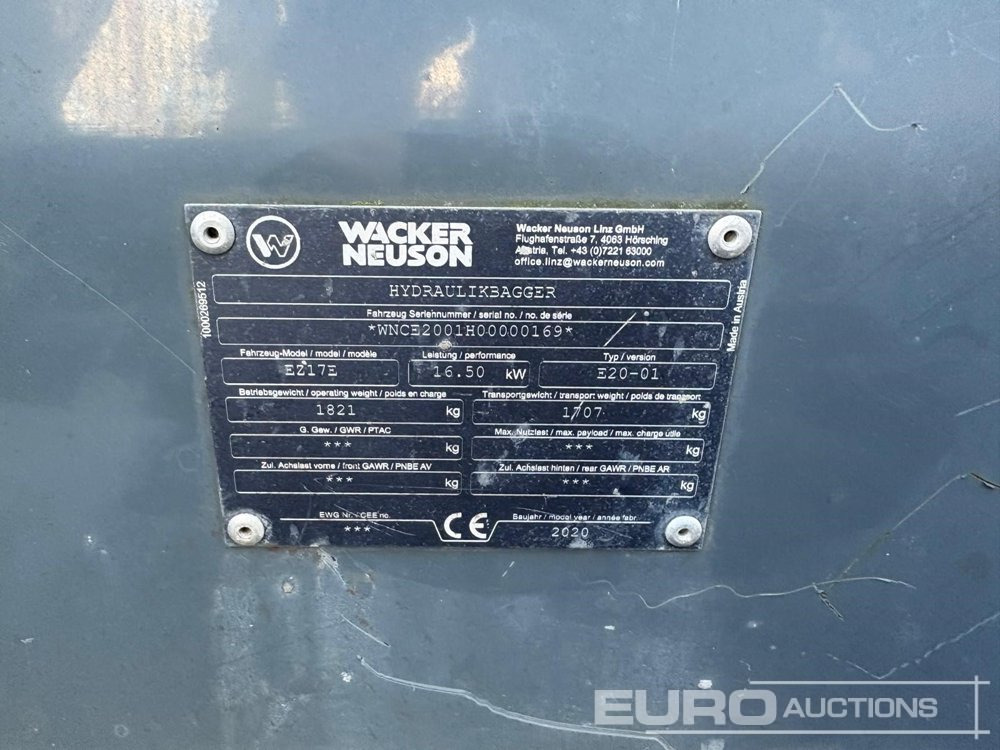 WACKER
NEUSON
Wacker Neuson Linz GmbH
Flughafenstraße 7, 4063 Hörsching
Austria, Tel. +43 (0)7221 63000
office.linz@wackerneuson.com
1000269512
HYDRAULIKBAGGER
Fahrzeug Seriennummer / serial no. / no. de série
*WNCE2001H00000169*
Made in Austria
Fahrzeug-Model / model / modèle
Leistung / performance
Typ / version
EZ17E
16.50 kW
E20-01
Betriebsgewicht / operating weight / poids en charge
Transportgewicht / transport weight / poids de transport
1821 kg
1707 kg
G. Gew. / GWR / PTAC
Max. Nutzlast / max. payload / max. charge utile
*** kg
*** kg
Zul. Achslast vorne / front GAWR / PNBE AV
Zul. Achslast hinten / rear GAWR / PNBE AR
*** kg
*** kg
EWG Nr. / CEE no.
***
CE
Baujahr / model year / année fabr.
2020
EURO AUCTIONS